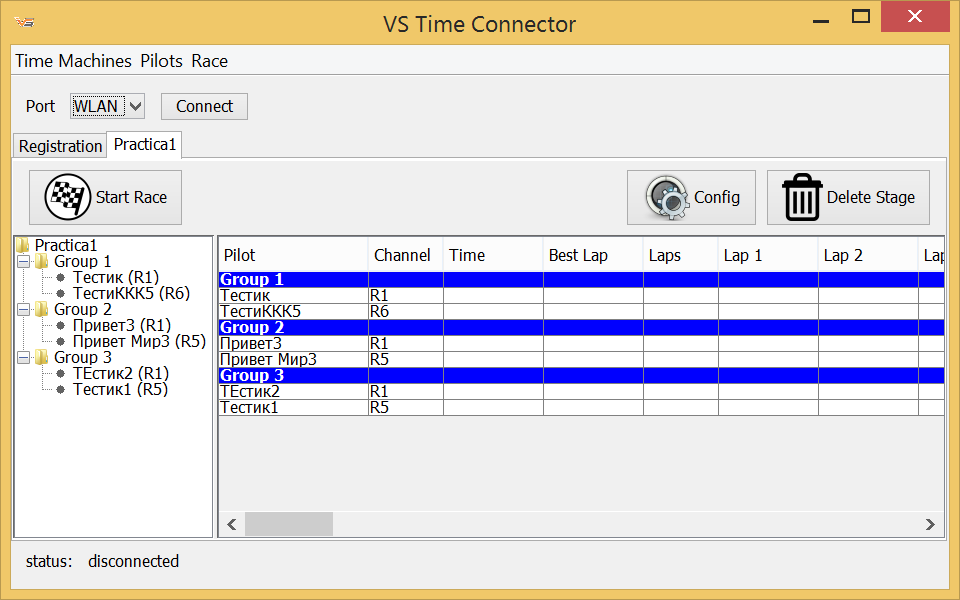 VS Time Connector
Time Machines Pilots Race
Port WLAN Connect
Registration Practica1
Start Race Config Delete Stage
Practica1
Group 1
Тестик (R1)
ТестиККК5 (R6)
Group 2
Привет3 (R1)
Привет Мир3 (R5)
Group 3
ТЕстик2 (R1)
Тестик1 (R5)
Pilot Channel Time Best Lap Laps Lap 1 Lap 2 Lap
Group 1
Тестик R1
ТестиККК5 R6
Group 2
Привет3 R1
Привет Мир3 R5
Group 3
ТЕстик2 R1
Тестик1 R5
status: disconnected